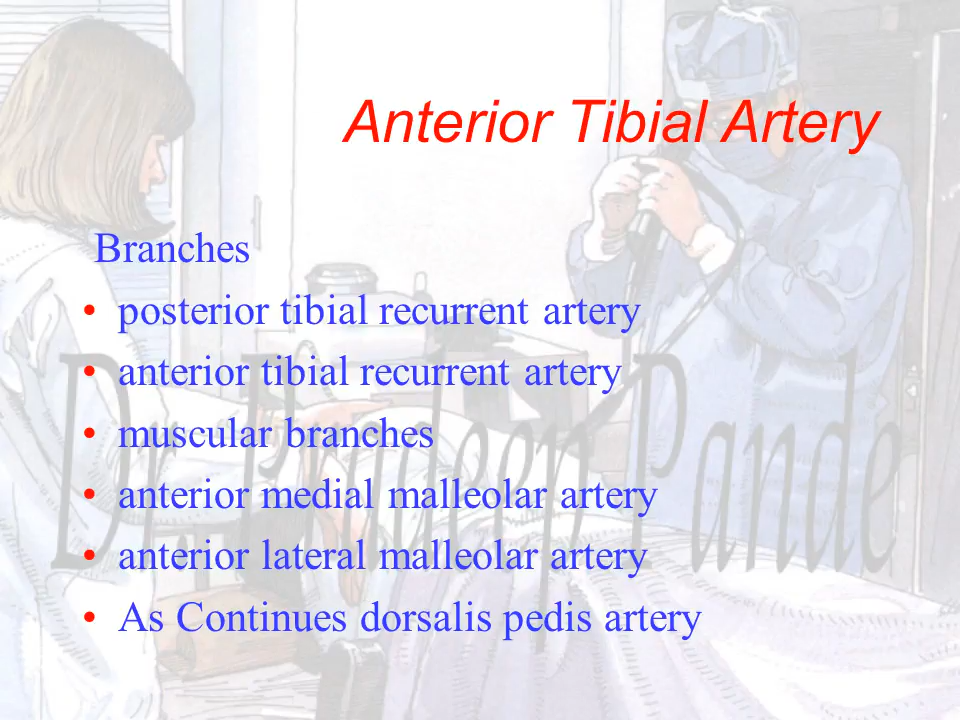 Anterior Tibial Artery
Branches
• posterior tibial recurrent artery
• anterior tibial recurrent artery
• muscular branches
• anterior medial malleolar artery
• anterior lateral malleolar artery
• As Continues dorsalis pedis artery
Dr. Pradeep Pande